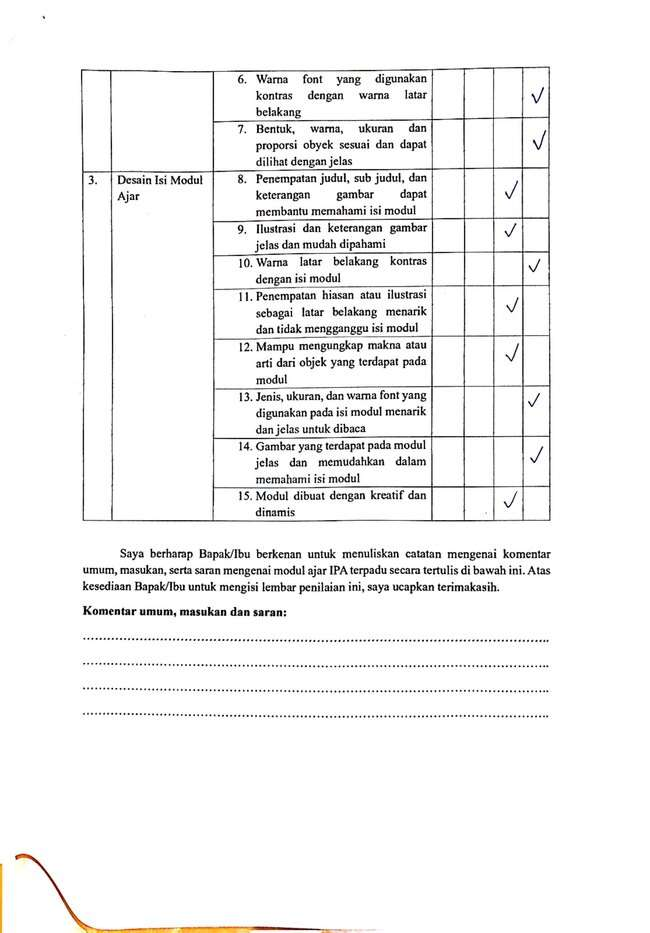 6. Warna font yang digunakan
kontras dengan warna latar
belakang
√
7. Bentuk, warna, ukuran dan
proporsi obyek sesuai dan dapat
dilihat dengan jelas
√
3. Desain Isi Modul
Ajar
8. Penempatan judul, sub judul, dan
keterangan gambar dapat
membantu memahami isi modul
√
9. Ilustrasi dan keterangan gambar
jelas dan mudah dipahami
√
10. Warna latar belakang kontras
dengan isi modul
√
11. Penempatan hiasan atau ilustrasi
sebagai latar belakang menarik
dan tidak mengganggu isi modul
√
12. Mampu mengungkap makna atau
arti dari objek yang terdapat pada
modul
√
13. Jenis, ukuran, dan warna font yang
digunakan pada isi modul menarik
dan jelas untuk dibaca
√
14. Gambar yang terdapat pada modul
jelas dan memudahkan dalam
memahami isi modul
√
15. Modul dibuat dengan kreatif dan
dinamis
√
Saya berharap Bapak/Ibu berkenan untuk menuliskan catatan mengenai komentar
umum, masukan, serta saran mengenai modul ajar IPA terpadu secara tertulis di bawah ini. Atas
kesediaan Bapak/Ibu untuk mengisi lembar penilaian ini, saya ucapkan terimakasih.
Komentar umum, masukan dan saran: